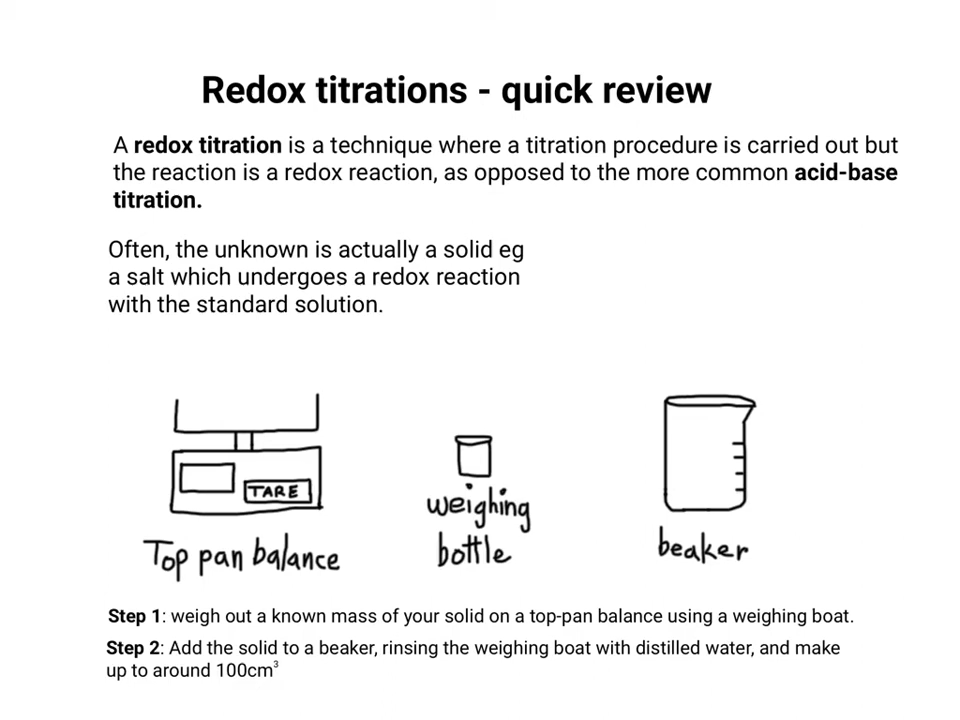 Redox titrations - quick review
A redox titration is a technique where a titration procedure is carried out but
the reaction is a redox reaction, as opposed to the more common acid-base
titration.
Often, the unknown is actually a solid eg
a salt which undergoes a redox reaction
with the standard solution.
TARE
Top pan balance
weighing
bottle
beaker
Step 1: weigh out a known mass of your solid on a top-pan balance using a weighing boat.
Step 2: Add the solid to a beaker, rinsing the weighing boat with distilled water, and make
up to around 100cm³